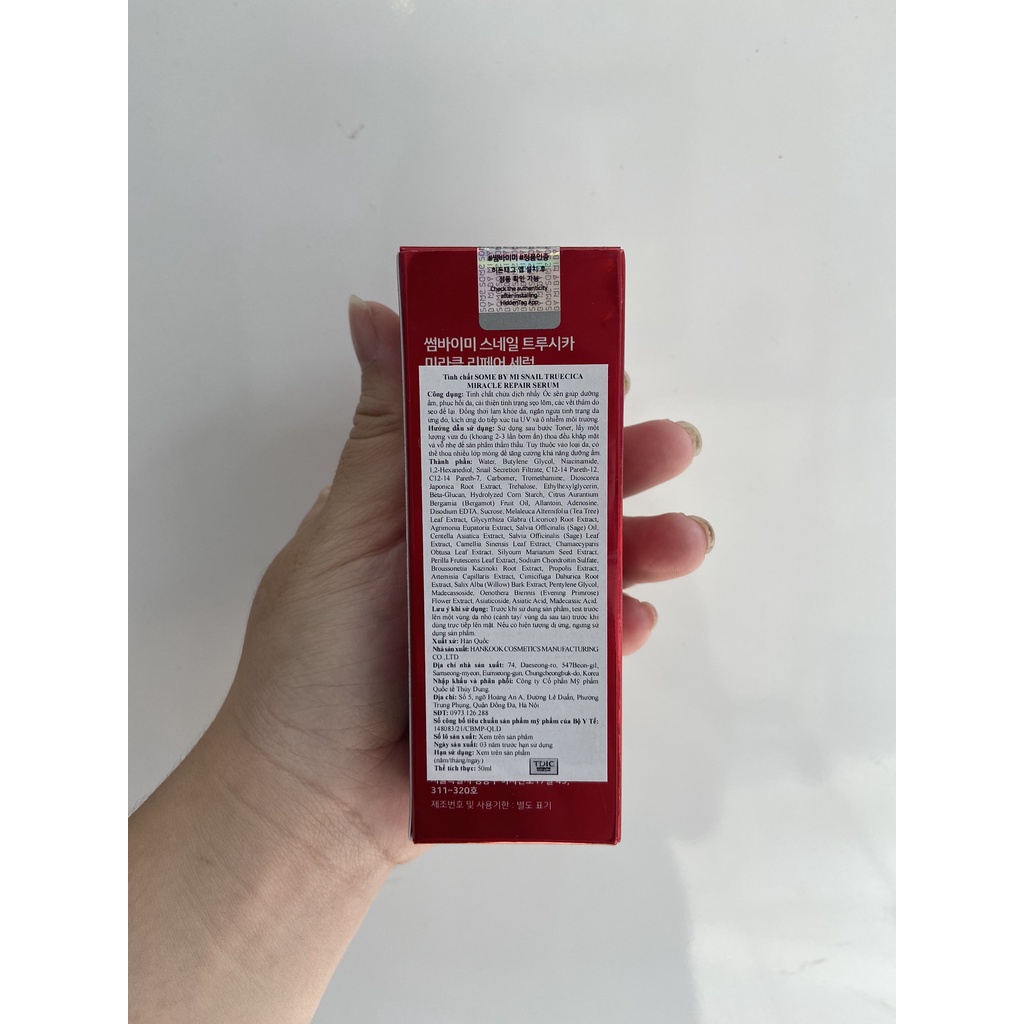 #썸바이미 #정품인증
히든태그 앱 설치 후
정품 확인 가능
Check the authenticity
after installing
HiddenTag App
썸바이미 스네일 트루시카
미라클 리페어 세럼
Tinh chất SOME BY MI SNAIL TRUECICA
MIRACLE REPAIR SERUM
Công dụng: Tinh chất chứa dịch nhầy Ốc sên giúp dưỡng
ẩm, phục hồi da, cải thiện tình trạng sẹo lõm, các vết thâm do
sẹo để lại. Đồng thời làm khỏe da, ngăn ngừa tình trạng da
ửng đỏ, kích ứng do tiếp xúc tia UV và ô nhiễm môi trường.
Hướng dẫn sử dụng: Sử dụng sau bước Toner, lấy một
lượng vừa đủ (khoảng 2-3 lần bơm ấn) thoa đều khắp mặt
và vỗ nhẹ để sản phẩm thẩm thấu. Tùy thuộc vào loại da, có
thể thoa nhiều lớp mỏng để tăng cường khả năng dưỡng ẩm
Thành phần: Water, Butylene Glycol, Niacinamide,
1,2-Hexanediol, Snail Secretion Filtrate, C12-14 Pareth-12,
C12-14 Pareth-7, Carbomer, Tromethamine, Dioscorea
Japonica Root Extract, Trehalose, Ethylhexylglycerin,
Beta-Glucan, Hydrolyzed Corn Starch, Citrus Aurantium
Bergamia (Bergamot) Fruit Oil, Allantoin, Adenosine,
Disodium EDTA, Sucrose, Melaleuca Alternifolia (Tea Tree)
Leaf Extract, Glycyrrhiza Glabra (Licorice) Root Extract,
Agrimonia Eupatoria Extract, Salvia Officinalis (Sage) Oil,
Centella Asiatica Extract, Salvia Officinalis (Sage) Leaf
Extract, Camellia Sinensis Leaf Extract, Chamaecyparis
Obtusa Leaf Extract, Silyoum Marianum Seed Extract,
Perilla Frutescens Leaf Extract, Sodium Chondroitin Sulfate,
Broussonetia Kazinoki Root Extract, Propolis Extract,
Artemisia Capillaris Extract, Cimicifuga Dahurica Root
Extract, Salix Alba (Willow) Bark Extract, Pentylene Glycol,
Madecassoside, Oenothera Biennis (Evening Primrose)
Flower Extract, Asiaticoside, Asiatic Acid, Madecassic Acid.
Lưu ý khi sử dụng: Trước khi sử dụng sản phẩm, test trước
lên một vùng da nhỏ (cánh tay/ vùng da sau tai) trước khi
dùng trực tiếp lên mặt. Nếu có hiện tượng dị ứng, ngưng sử
dụng sản phẩm.
Xuất xứ: Hàn Quốc
Nhà sản xuất: HANKOOK COSMETICS MANUFACTURING
CO.,LTD
Địa chỉ nhà sản xuất: 74, Daeseong-ro, 547Beon-gil,
Samseong-myeon, Eumseong-gun, Chungcheongbuk-do, Korea
Nhập khẩu và phân phối: Công ty Cổ phần Mỹ phẩm
Quốc tế Thùy Dung
Địa chỉ: Số 5, ngõ Hoàng An A, Đường Lê Duẩn, Phường
Trung Phụng, Quận Đống Đa, Hà Nội
SĐT: 0973.126.288
Số công bố tiêu chuẩn sản phẩm mỹ phẩm của Bộ Y Tế:
148083/21/CBMP-QLD
Số lô sản xuất: Xem trên sản phẩm
Ngày sản xuất: 03 năm trước hạn sử dụng
Hạn sử dụng: Xem trên sản phẩm
(năm/tháng/ngày)
Thể tích thực: 50ml
TDIC
311~320호
제조번호 및 사용기한 : 별도 표기